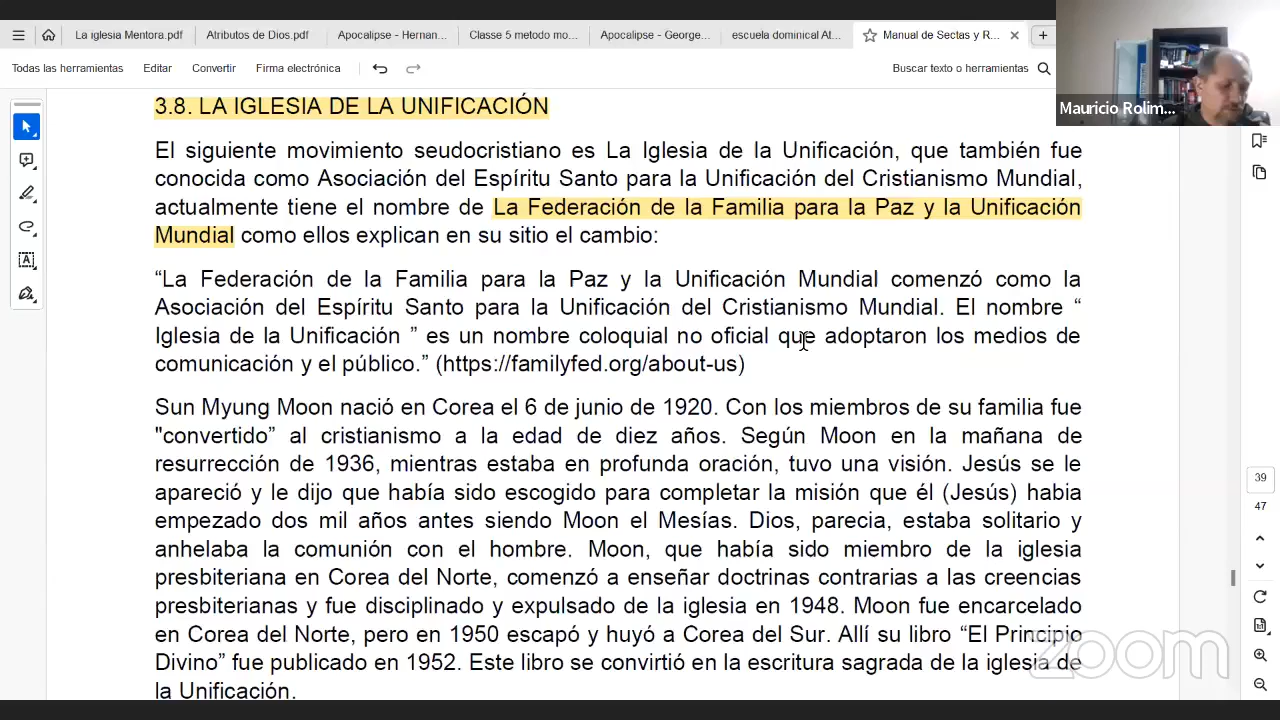 La iglesia Mentora.pdf
Atributos de Dios.pdf
Apocalipse - Hernan...
Classe 5 metodo mo...
Apocalipse - George...
escuela dominical At...
Manual de Sectas y R...
Todas las herramientas
Editar
Convertir
Firma electrónica
Buscar texto o herramientas
Mauricio Rolim...
3.8. LA IGLESIA DE LA UNIFICACIÓN
El siguiente movimiento seudocristiano es La Iglesia de la Unificación, que también fue
conocida como Asociación del Espíritu Santo para la Unificación del Cristianismo Mundial,
actualmente tiene el nombre de La Federación de la Familia para la Paz y la Unificación
Mundial como ellos explican en su sitio el cambio:
“La Federación de la Familia para la Paz y la Unificación Mundial comenzó como la
Asociación del Espíritu Santo para la Unificación del Cristianismo Mundial. El nombre “
Iglesia de la Unificación ” es un nombre coloquial no oficial que adoptaron los medios de
comunicación y el público.” (https://familyfed.org/about-us)
Sun Myung Moon nació en Corea el 6 de junio de 1920. Con los miembros de su familia fue
"convertido” al cristianismo a la edad de diez años. Según Moon en la mañana de
resurrección de 1936, mientras estaba en profunda oración, tuvo una visión. Jesús se le
apareció y le dijo que había sido escogido para completar la misión que él (Jesús) habia
empezado dos mil años antes siendo Moon el Mesías. Dios, parecia, estaba solitario y
anhelaba la comunión con el hombre. Moon, que había sido miembro de la iglesia
presbiteriana en Corea del Norte, comenzó a enseñar doctrinas contrarias a las creencias
presbiterianas y fue disciplinado y expulsado de la iglesia en 1948. Moon fue encarcelado
en Corea del Norte, pero en 1950 escapó y huyó a Corea del Sur. Allí su libro “El Principio
Divino” fue publicado en 1952. Este libro se convirtió en la escritura sagrada de la iglesia de
la Unificación.
39
47
zoom